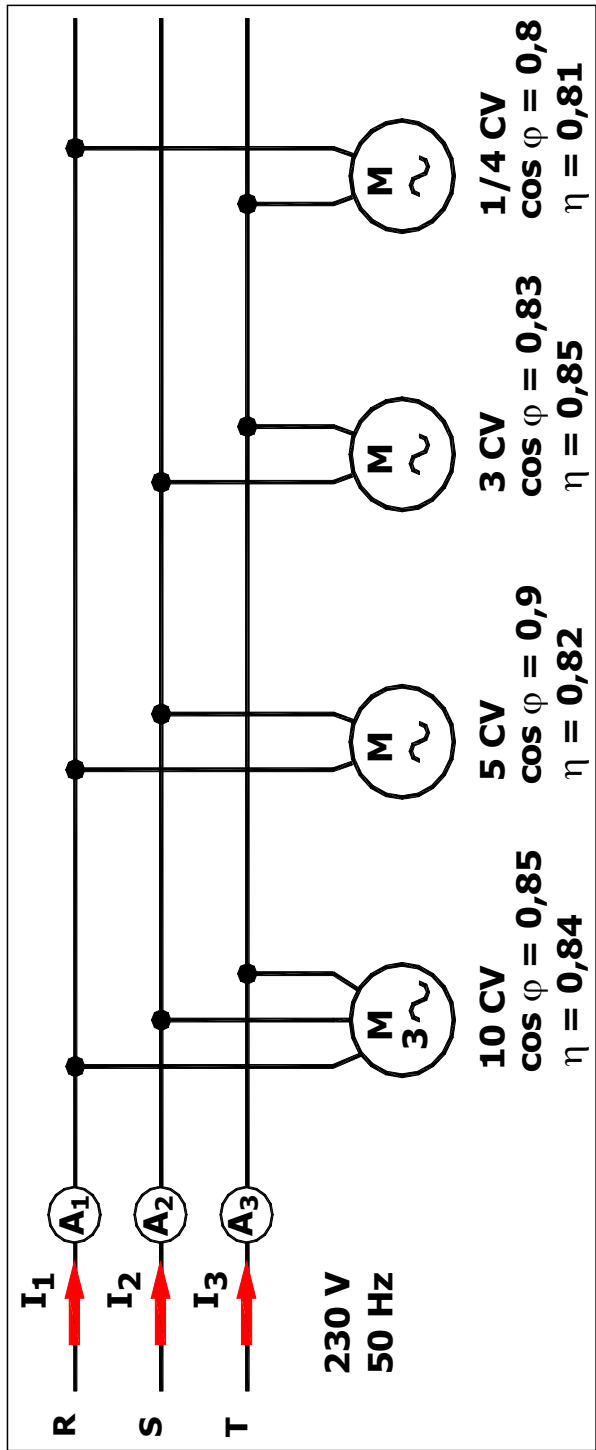 R
S
T
I1
I2
I3
A1
A2
A3
230 V
50 Hz
M
3
10 CV
cos φ = 0,85
η = 0,84
M
5 CV
cos φ = 0,9
η = 0,82
M
3 CV
cos φ = 0,83
η = 0,85
M
1/4 CV
cos φ = 0,8
η = 0,81